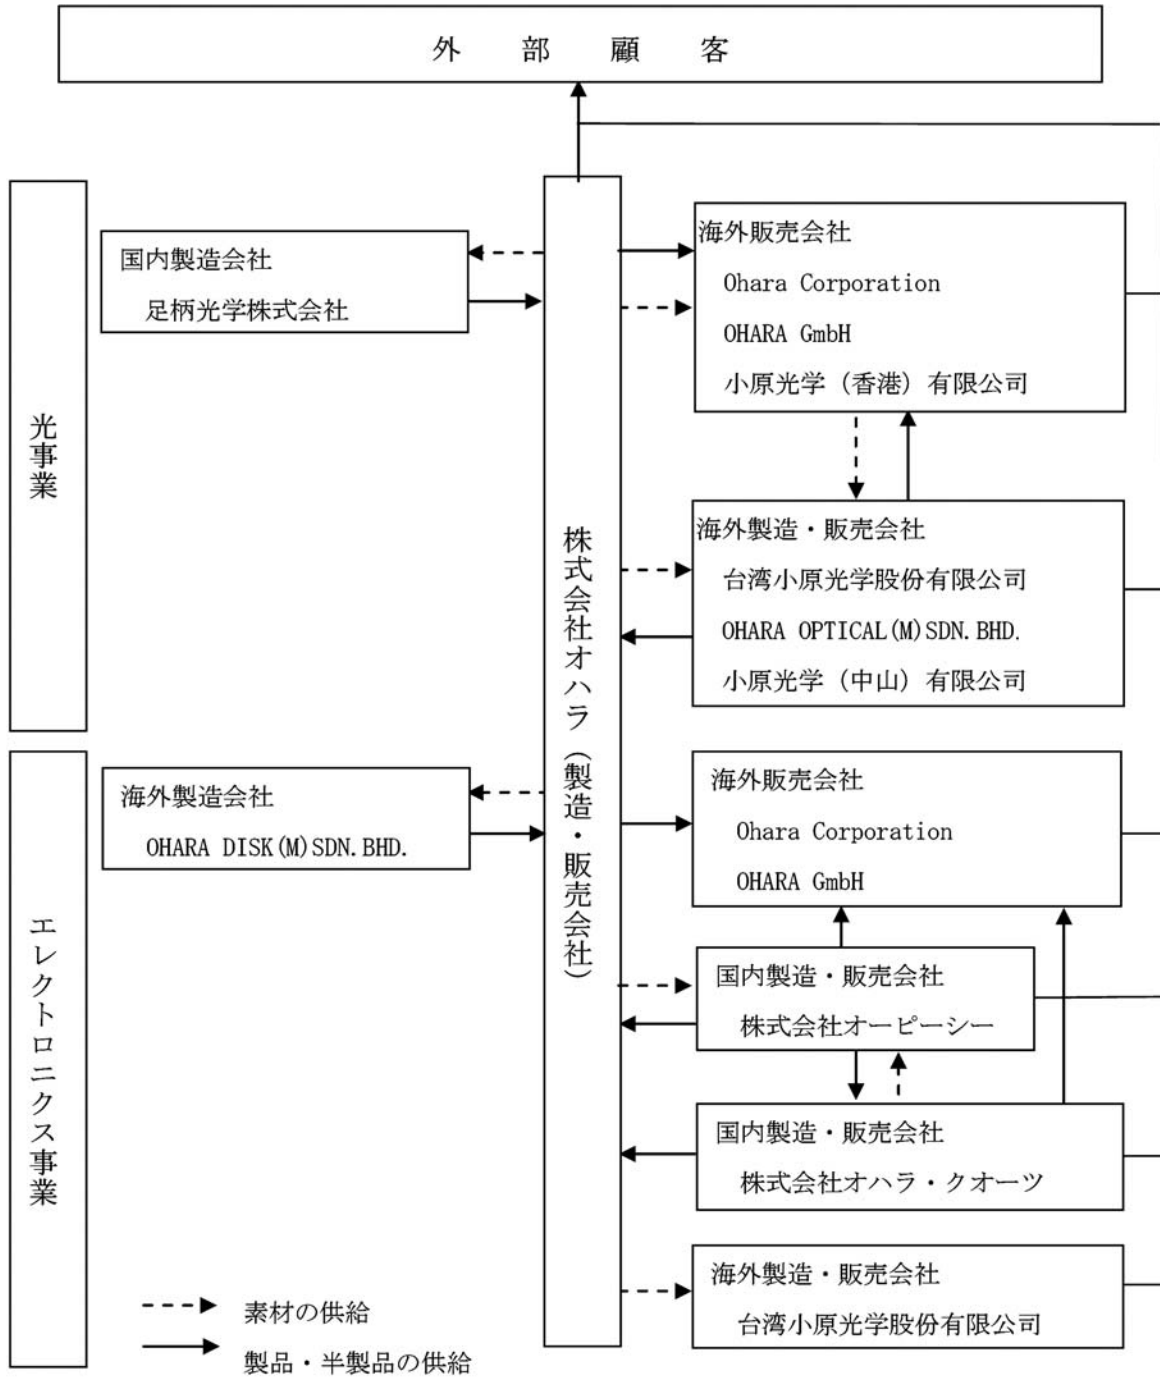 外部顧客
光事業
国内製造会社
足柄光学株式会社
株式会社オハラ（製造・販売会社）
海外販売会社
Ohara Corporation
OHARA GmbH
小原光学（香港）有限公司
海外製造・販売会社
台湾小原光学股份有限公司
OHARA OPTICAL(M)SDN.BHD.
小原光学（中山）有限公司
エレクトロニクス事業
海外製造会社
OHARA DISK(M)SDN.BHD.
海外販売会社
Ohara Corporation
OHARA GmbH
国内製造・販売会社
株式会社オーピーシー
国内製造・販売会社
株式会社オハラ・クオーツ
海外製造・販売会社
台湾小原光学股份有限公司
素材の供給
製品・半製品の供給